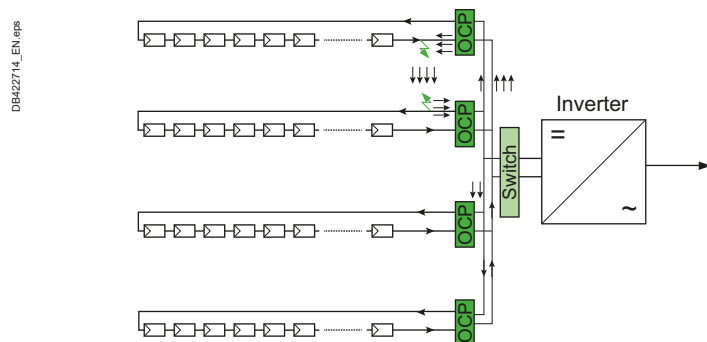 DB422714_EN.eps
OCP
OCP
Inverter
=
Switch
~
OCP
OCP